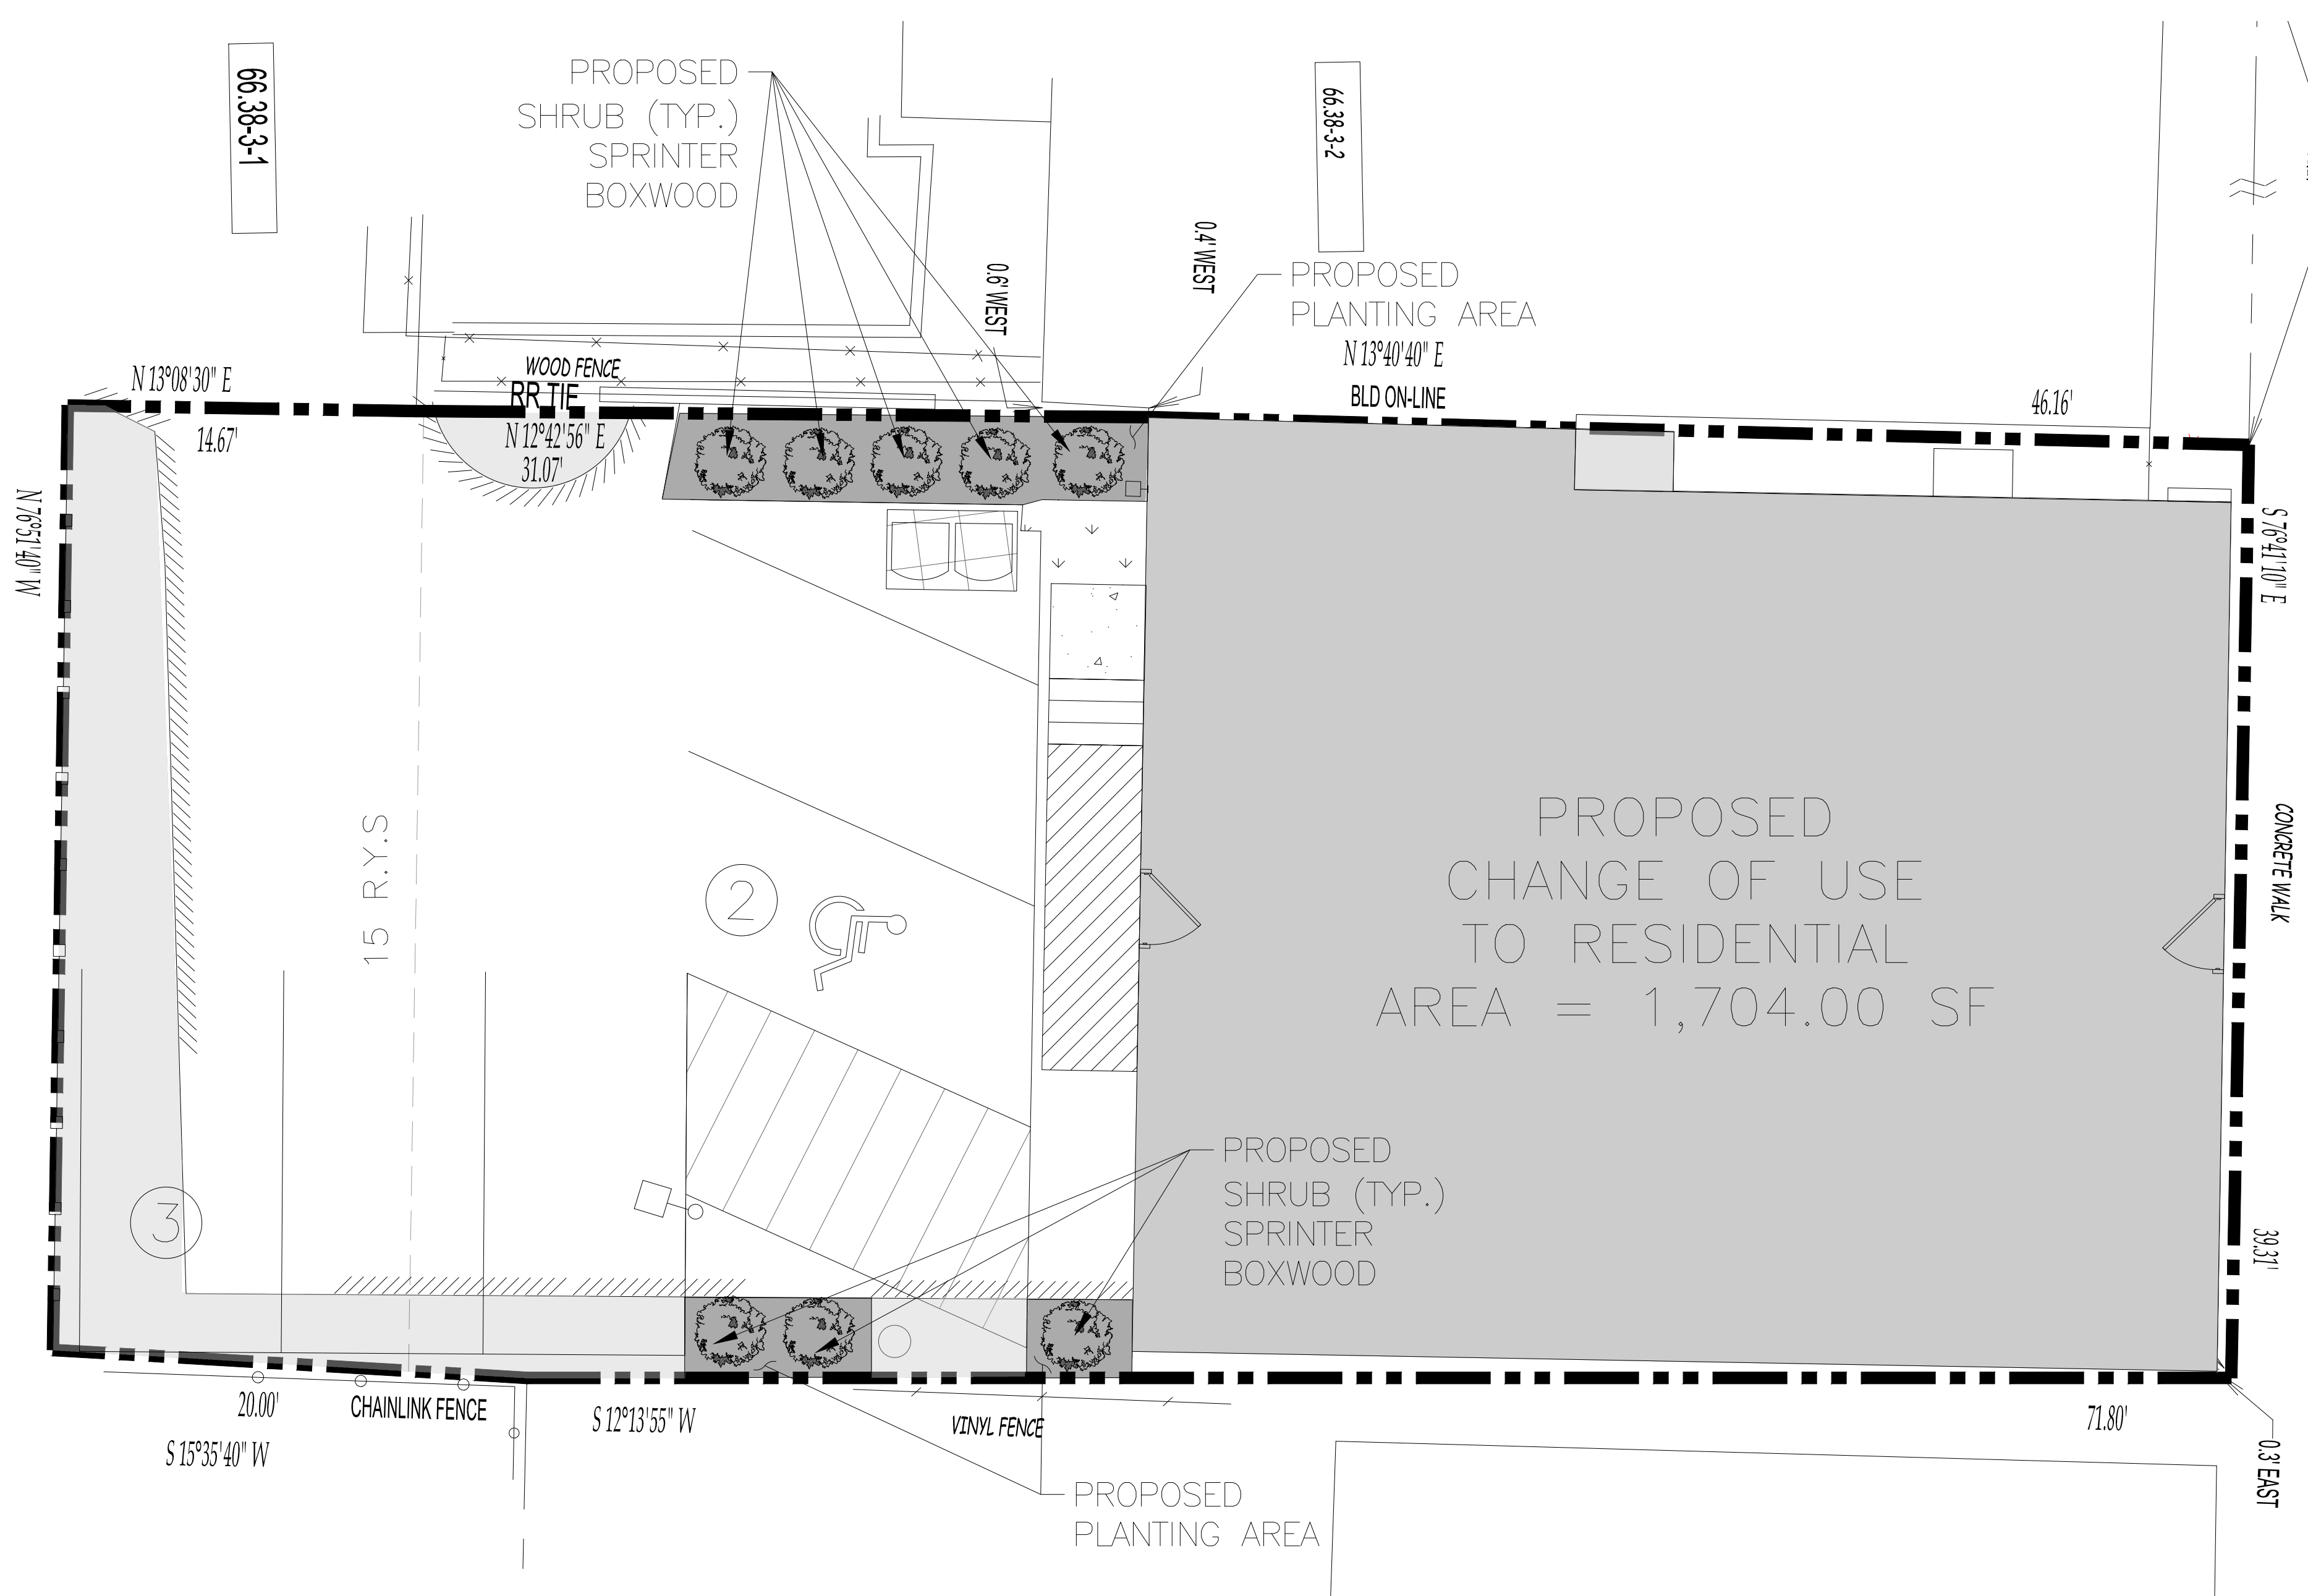 66.38-3-1
PROPOSED
SHRUB (TYP.)
SPRINTER
BOXWOOD
66.38-3-2
0.6' WEST
0.4' WEST
PROPOSED
PLANTING AREA
N 13°40'40" E
BLD ON-LINE
46.16'
N 13°08'30" E
14.67'
WOOD FENCE
RR TIE
N 12°42'56" E
31.07'
N 76°51'40" W
S 76°41'10" E
15 R.Y.S
2
PROPOSED
CHANGE OF USE
TO RESIDENTIAL
AREA = 1,704.00 SF
CONCRETE WALK
3
PROPOSED
SHRUB (TYP.)
SPRINTER
BOXWOOD
39.31'
20.00'
CHAINLINK FENCE
S 15°35'40" W
S 12°13'55" W
VINYL FENCE
71.80'
0.3' EAST
PROPOSED
PLANTING AREA